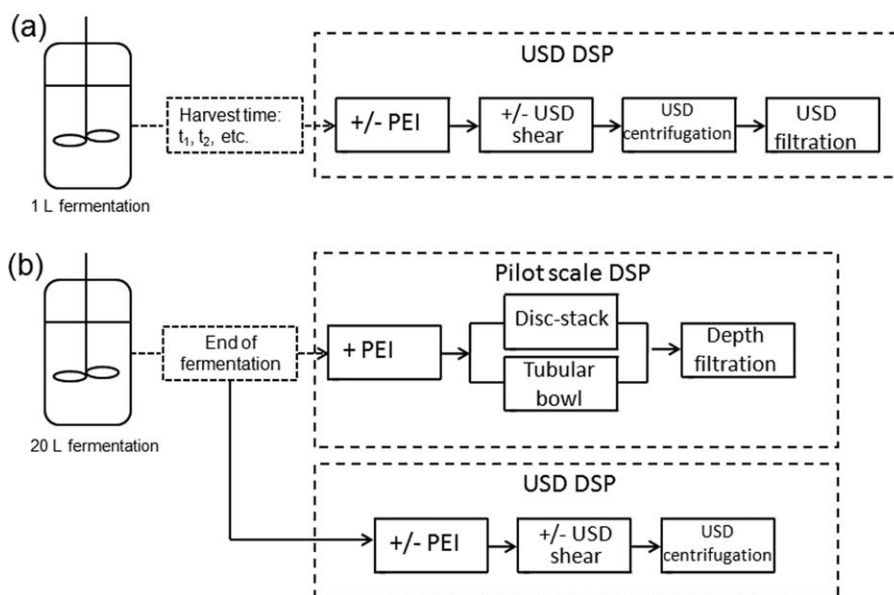 (a)
USD DSP
Harvest time:
t₁, t₂, etc.
+/- PEI
+/- USD
shear
USD
centrifugation
USD
filtration
1 L fermentation
(b)
Pilot scale DSP
End of
fermentation
+ PEI
Disc-stack
Tubular
bowl
Depth
filtration
20 L fermentation
USD DSP
+/- PEI
+/- USD
shear
USD
centrifugation